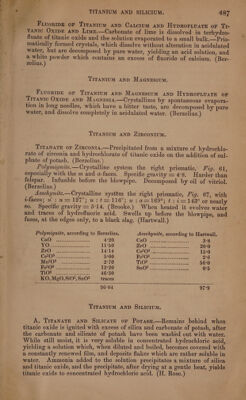 TITANIUM AND SILICIUM. 487
FLUORIDE OF TITANIUM AND CALCIUM AND HYDROFLUATE OF TI-
TANIC OXIDE AND LIME.—Carbonate of lime is dissolved in terhydro-
fluate of titanic oxide and the solution evaporated to a small bulk.—Pris-
matically formed crystals, which dissolve without alteration in acidulated
water, but are decomposed by pure water, yielding an acid solution, and
a white powder which contains an excess of fluoride of calcium. (Ber-
zelius.)
TITANIUM AND MAGNESIUM.
FLUORIDE OF TITANIUM AND MAGNESIUM AND HYDROFLUATE OF
TITANIC OXIDE AND MAGNESIA.—Crystallizes by spontaneous evapora-
tion in long needles, which have a bitter taste, are decomposed by pure
water, and dissolve completely in acidulated water. (Berzelius.)
TITANIUM AND ZIRCONIUM.
TITANATE OF ZIRCONIA.—Precipitated from a mixture of hydrochlo-
rate of zirconia and hydrochlorate of titanic oxide on the addition of sul-
phate of potash. (Berzelius.)
Polymignite.—Crystalline system the right prismatic. Fig. 61,
especially with the m and n-faces. Specific gravity = 4·8. Harder than
felspar. Infusible before the blowpipe. Decomposed by oil of vitriol.
(Berzelius.)
Aeschynite.—Crystalline system the right prismatic, Fig. 67, with
i-faces; u : u = 127°; u : t = 116°; u : = 169°; i : i = 143° or nearly
so. Specific gravity = 5·14. (Brooke.) When heated it evolves water
and traces of hydrofluoric acid. Swells up before the blowpipe, and
fuses, at the edges only, to a black slag. (Hartwall.)
Polymignite, according to Berzelius. Aeschynite, according to Hartwall.
CaO 4·20 CaO 3·8
YO 11·50 ZrO 20·0
ZrO 14·14 Ce²O³ 15·0
Ce²O³ 5·00 Fe²O³ 2·6
Mn²O³ 2·70 TiO² 56·0
Fe²O³ 12·20 SnO² 0·5
TiO² 46·30
KO,MgO,SiO²,SnO² traces
96·04 97·9
TITANIUM AND SILICIUM.
A. TITANATE AND SILICATE OF POTASH.—Remains behind when
titanic oxide is ignited with excess of silica and carbonate of potash, after
the carbonate and silicate of potash have been washed out with water.
While still moist, it is very soluble in concentrated hydrochloric acid,
yielding a solution which, when diluted and boiled, becomes covered with
a constantly renewed film, and deposits flakes which are rather soluble in
water. Ammonia added to the solution precipitates a mixture of silica
and titanic oxide, and the precipitate, after drying at a gentle heat, yields
titanic oxide to concentrated hydrochloric acid. (H. Rose.)